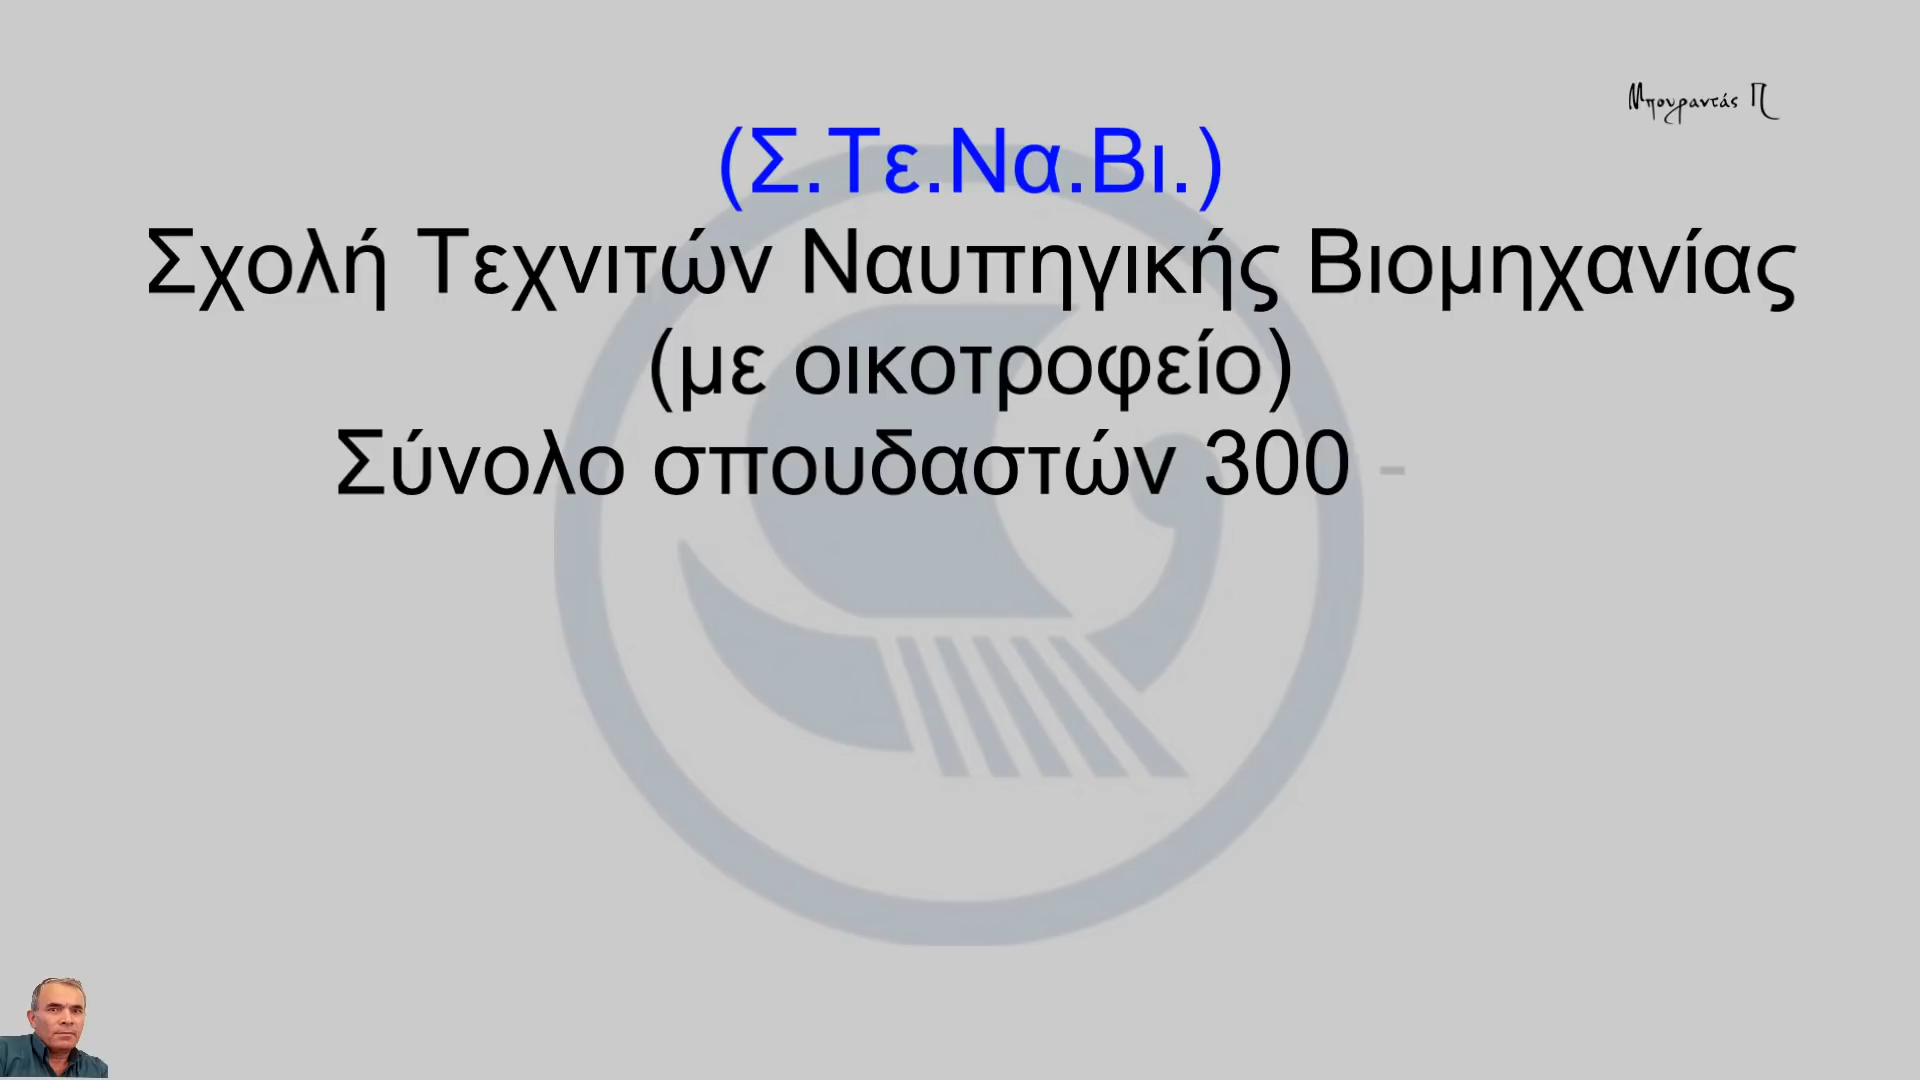 Μπουραντάς Π
(Σ.Τε.Να.Βι.)
Σχολή Τεχνιτών Ναυπηγικής Βιομηχανίας
(με οικοτροφείο)
Σύνολο σπουδαστών 300 -